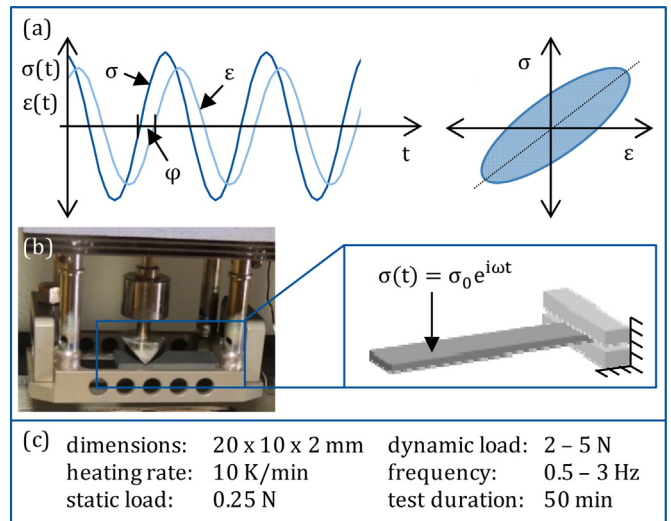 (a)
σ(t)
ε(t)
σ
ε
φ
t
σ
ε
(b)
σ(t) = σ₀e^iωt
(c) dimensions: 20 x 10 x 2 mm dynamic load: 2 – 5 N
heating rate: 10 K/min frequency: 0.5 – 3 Hz
static load: 0.25 N test duration: 50 min